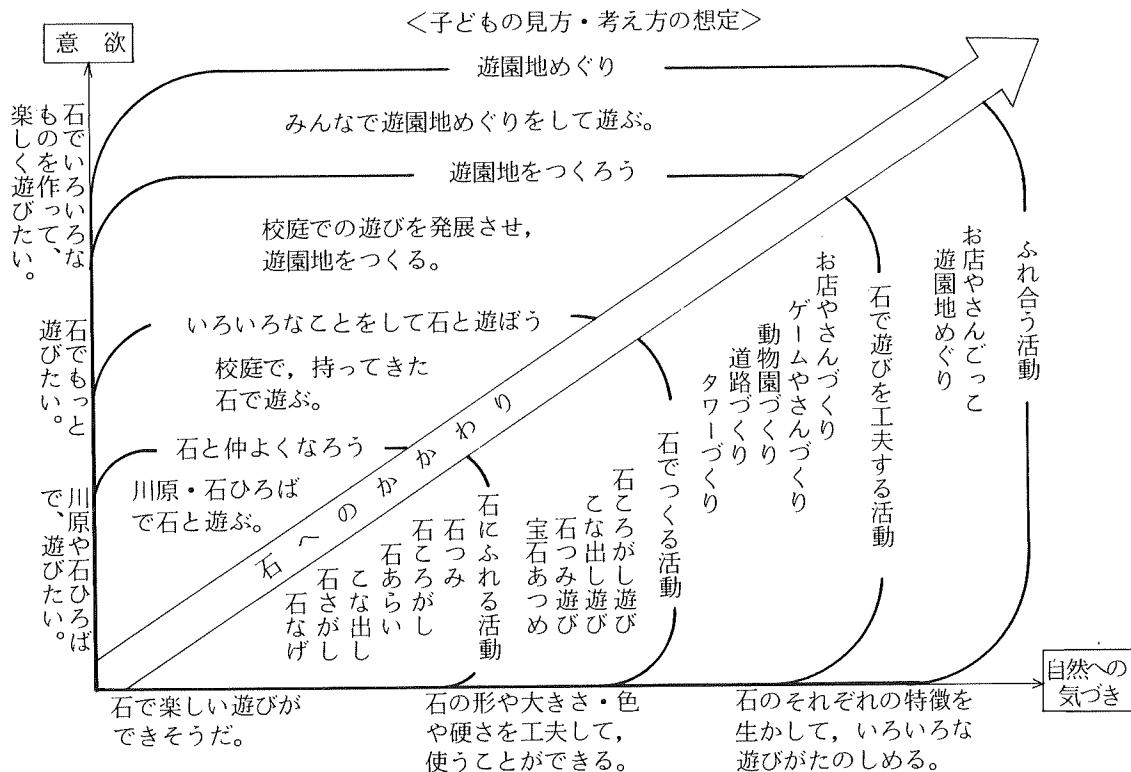 ＜子どもの見方・考え方の想定＞
意　欲
遊園地めぐり
みんなで遊園地めぐりをして遊ぶ。
遊園地をつくろう
校庭での遊びを発展させ，
遊園地をつくる。
いろいろなことをして石と遊ぼう
校庭で，持ってきた
石で遊ぶ。
石と仲よくなろう
川原・石ひろば
で石と遊ぶ。
石でいろいろな
ものを作って、
楽しく遊びたい。
石でもっと
遊びたい。
川原や石ひろば
で、遊びたい。
石へのかかわり
ふれ合う活動
お店やさんごっこ
遊園地めぐり
石で遊びを工夫する活動
お店やさんづくり
ゲームやさんづくり
動物園づくり
道路づくり
タワーづくり
石でつくる活動
石ころがし遊び
こな出し遊び
石つみ遊び
宝石あつめ
石にふれる活動
石つみ
石ころがし
石あらい
こな出し
石さがし
石なげ
石で楽しい遊びが
できそうだ。
石の形や大きさ・色
や硬さを工夫して，
使うことができる。
石のそれぞれの特徴を
生かして，いろいろな
遊びがたのしめる。
自然への
気づき